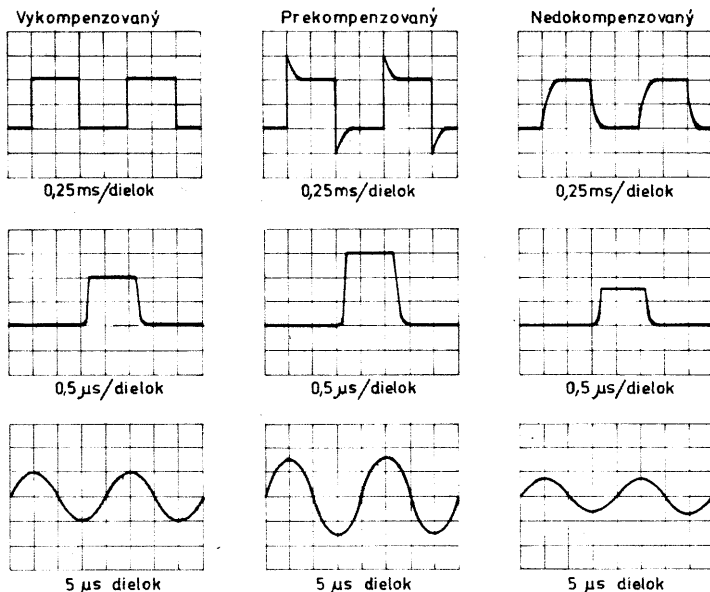 Vykompenzovaný
Prekompenzovaný
Nedokompenzovaný
0,25ms/dielok
0,25ms/dielok
0,25ms/dielok
0,5 μs/dielok
0,5 μs/dielok
0,5 μs/dielok
5 μs dielok
5 μs dielok
5 μs dielok